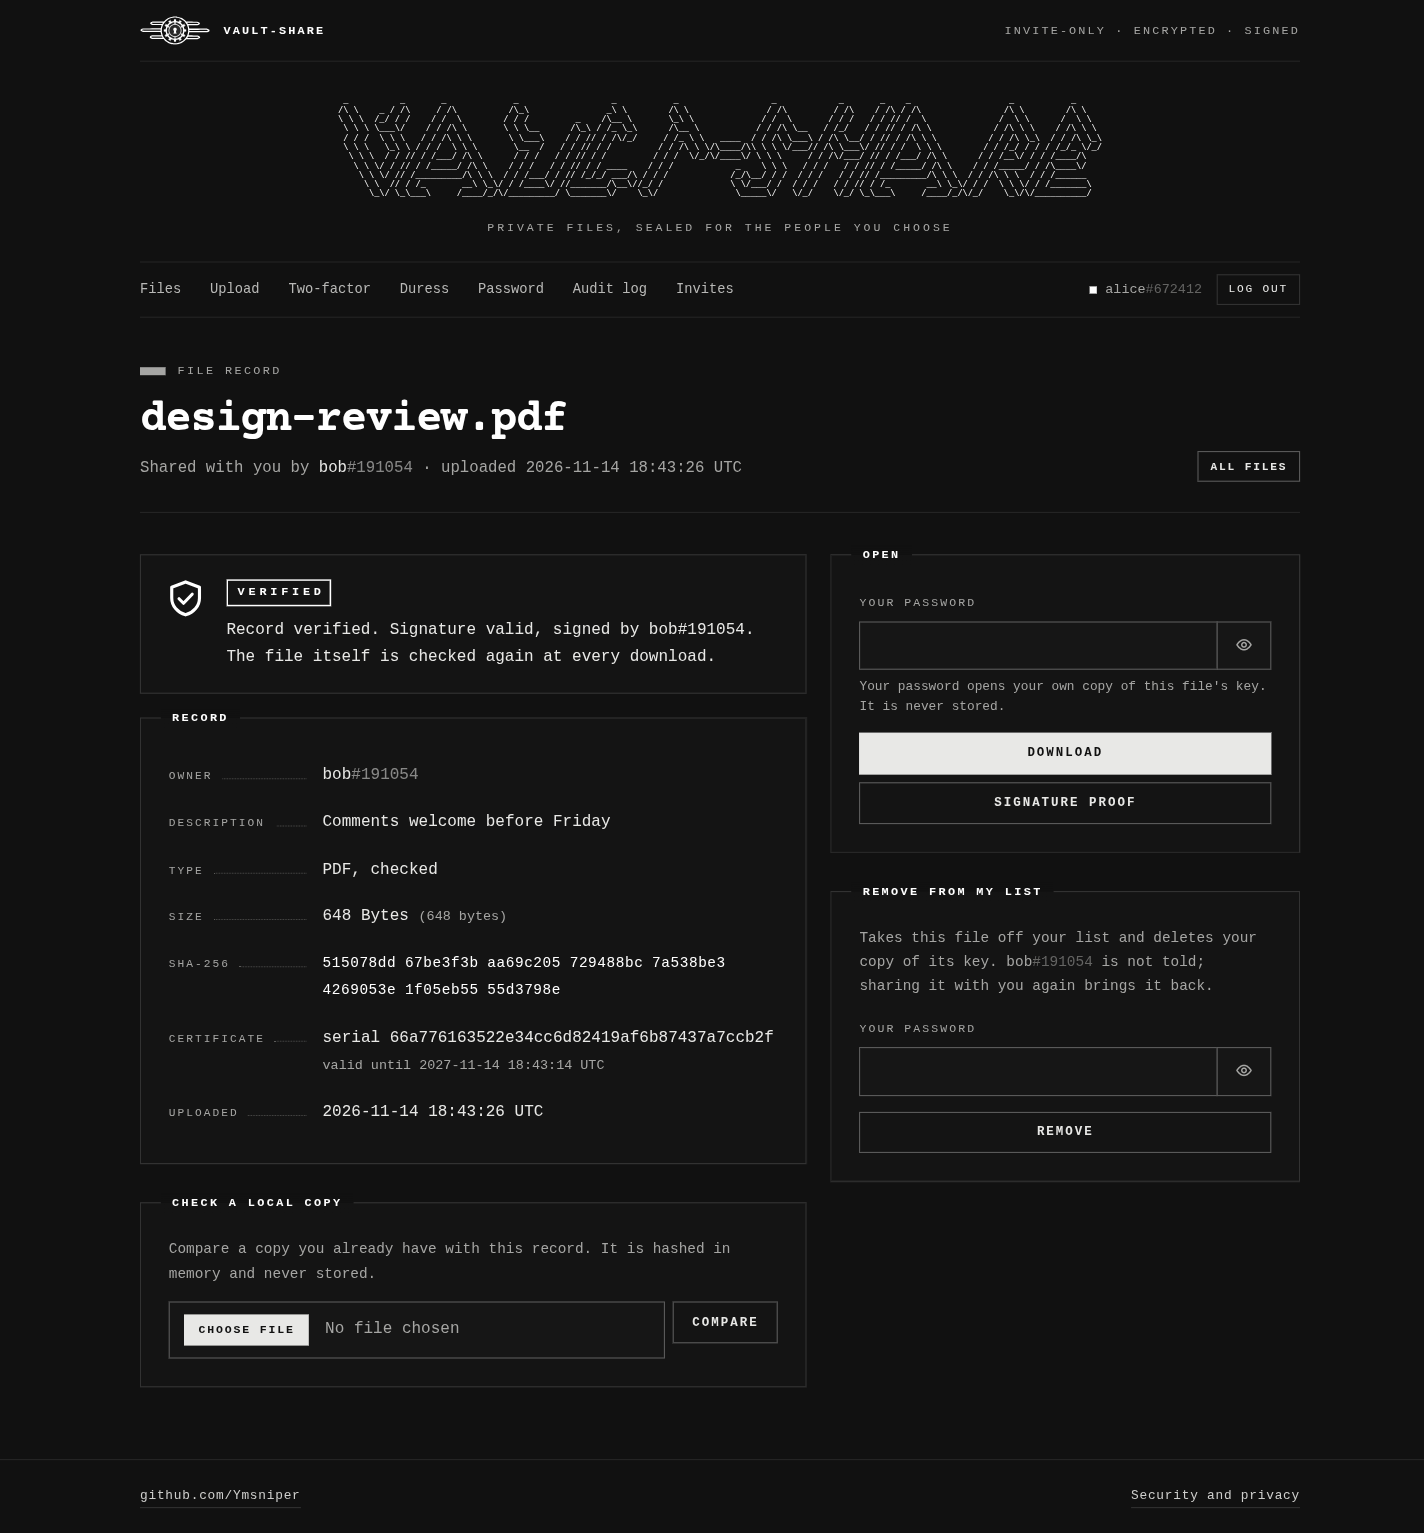 VAULT-SHARE
INVITE-ONLY · ENCRYPTED · SIGNED
VAULT-SHARE
PRIVATE FILES, SEALED FOR THE PEOPLE YOU CHOOSE
Files Upload Two-factor Duress Password Audit log Invites
alice#672412 LOG OUT
FILE RECORD
design-review.pdf
Shared with you by bob#191054 · uploaded 2026-11-14 18:43:26 UTC
ALL FILES
VERIFIED
Record verified. Signature valid, signed by bob#191054.
The file itself is checked again at every download.
RECORD
OWNER bob#191054
DESCRIPTION Comments welcome before Friday
TYPE PDF, checked
SIZE 648 Bytes (648 bytes)
SHA-256 515078dd 67be3f3b aa69c205 729488bc 7a538be3
4269053e 1f05eb55 55d3798e
CERTIFICATE serial 66a776163522e34cc6d82419af6b87437a7ccb2f
valid until 2027-11-14 18:43:14 UTC
UPLOADED 2026-11-14 18:43:26 UTC
CHECK A LOCAL COPY
Compare a copy you already have with this record. It is hashed in
memory and never stored.
CHOOSE FILE No file chosen COMPARE
OPEN
YOUR PASSWORD
Your password opens your own copy of this file's key.
It is never stored.
DOWNLOAD
SIGNATURE PROOF
REMOVE FROM MY LIST
Takes this file off your list and deletes your
copy of its key. bob#191054 is not told;
sharing it with you again brings it back.
YOUR PASSWORD
REMOVE
github.com/Ymsniper
Security and privacy